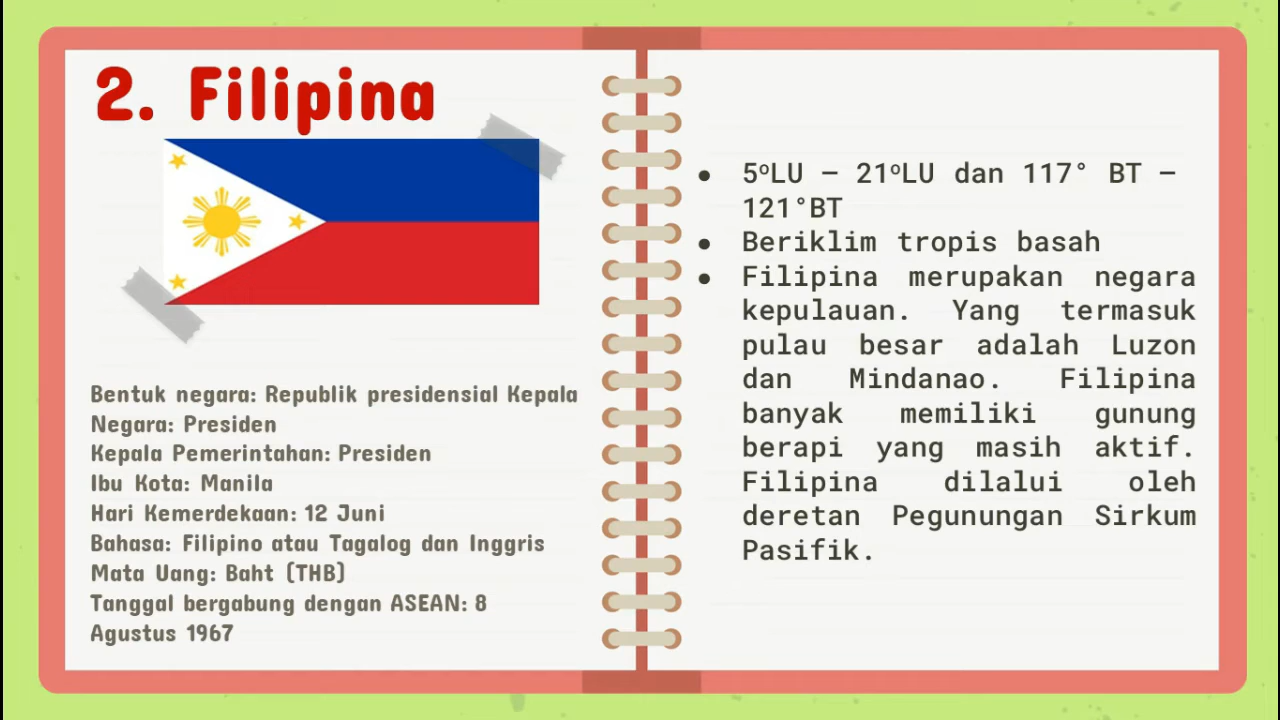 2. Filipina
Bentuk negara: Republik presidensial Kepala
Negara: Presiden
Kepala Pemerintahan: Presiden
Ibu Kota: Manila
Hari Kemerdekaan: 12 Juni
Bahasa: Filipino atau Tagalog dan Inggris
Mata Uang: Baht (THB)
Tanggal bergabung dengan ASEAN: 8
Agustus 1967
• 5ºLU – 21ºLU dan 117° BT –
121°BT
• Beriklim tropis basah
• Filipina merupakan negara
kepulauan. Yang termasuk
pulau besar adalah Luzon
dan Mindanao. Filipina
banyak memiliki gunung
berapi yang masih aktif.
Filipina dilalui oleh
deretan Pegunungan Sirkum
Pasifik.